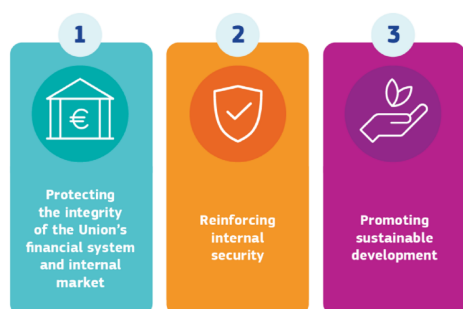 1
Protecting
the integrity
of the Union's
financial system
and internal
market
2
Reinforcing
internal
security
3
Promoting
sustainable
development
€